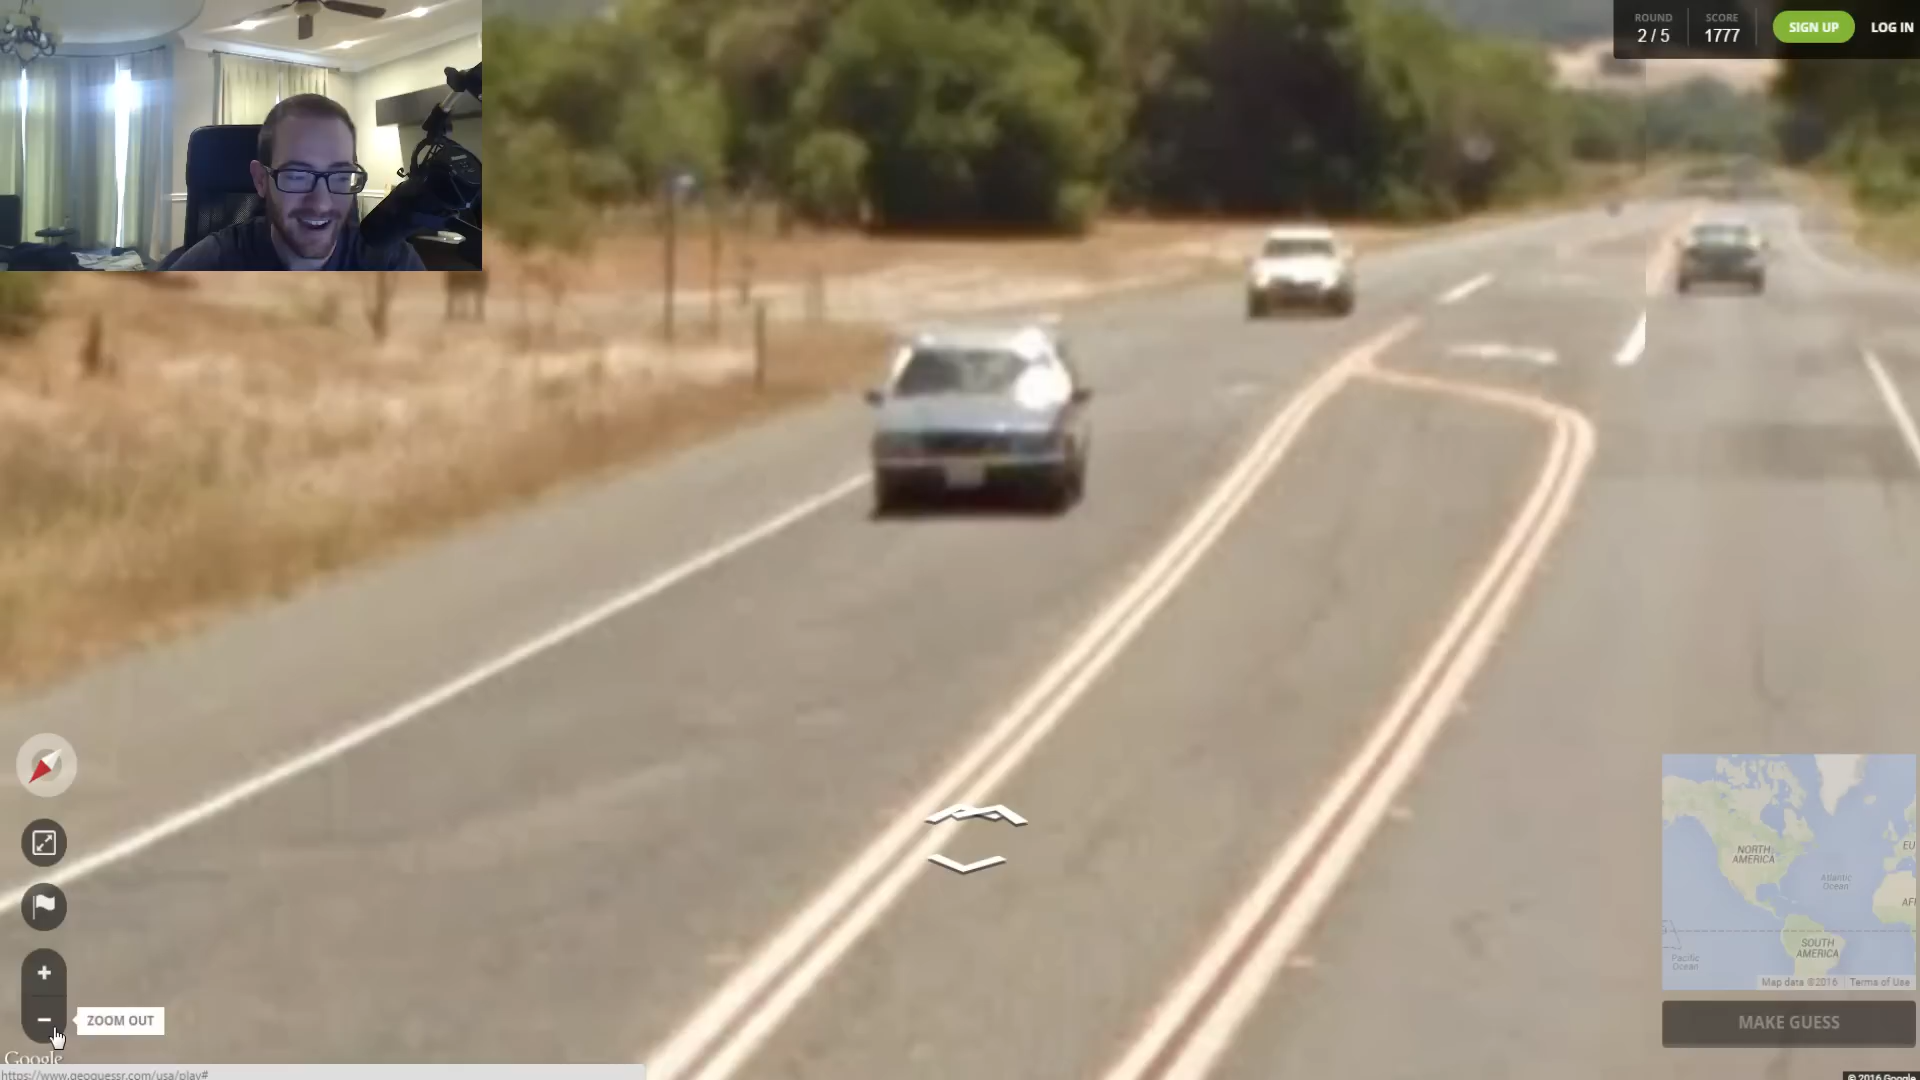 ROUND
2 / 5
SCORE
1777
SIGN UP
LOG IN
NORTH
AMERICA
Atlantic
Ocean
EU
AF
SOUTH
AMERICA
Pacific
Ocean
Map data ©2016
Terms of Use
MAKE GUESS
+
−
ZOOM OUT
Google
https://www.geoguessr.com/usa/play#
© 2016 Google